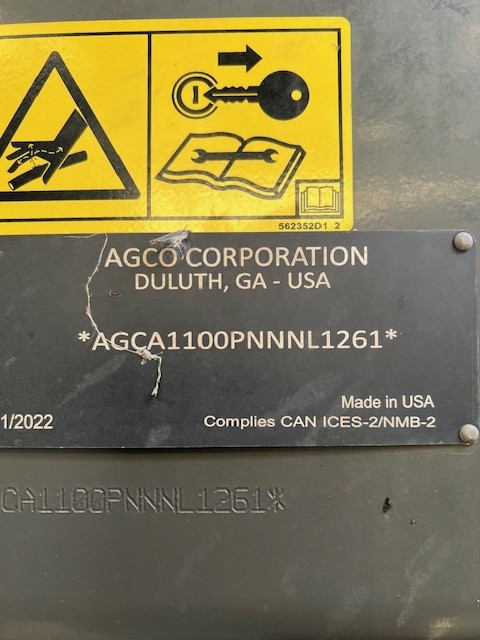 1
562352D1 2
AGCO CORPORATION
DULUTH, GA - USA
*AGCA1100PNNNL1261*
Made in USA
1/2022
Complies CAN ICES-2/NMB-2
CA1100PNNNL1261*